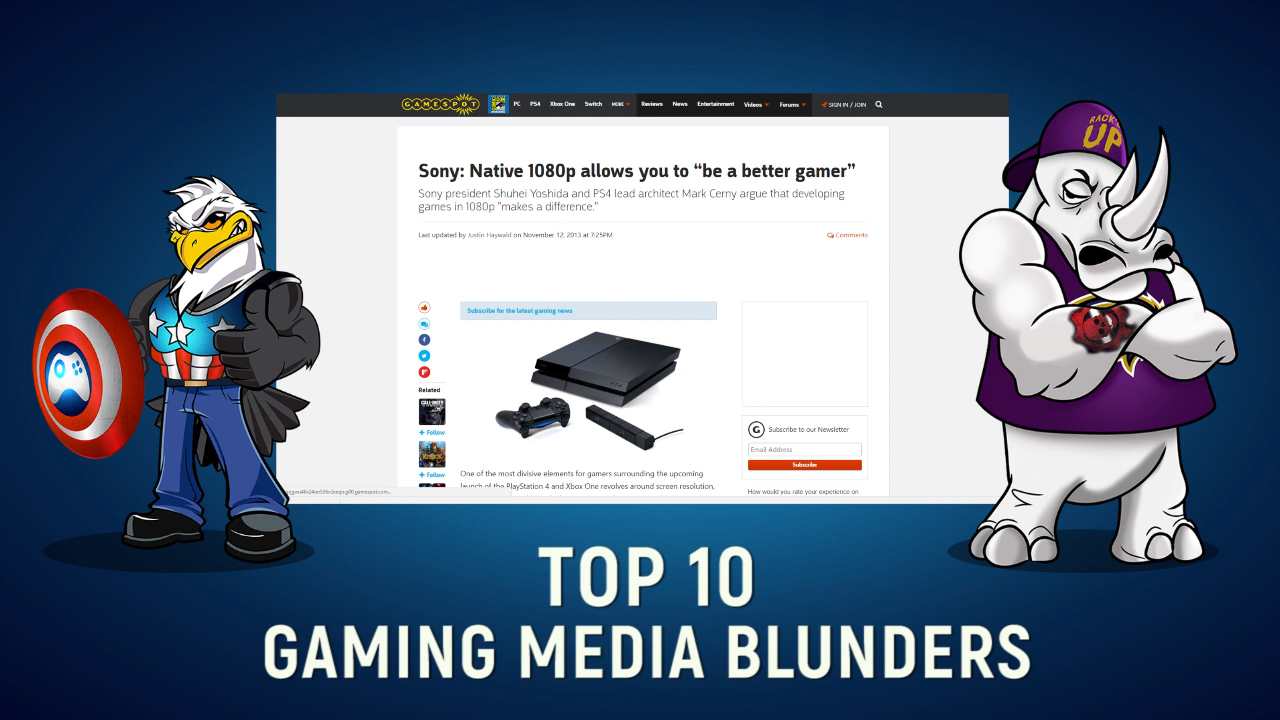 GAMESPOT PC PS4 Xbox One Switch MORE Reviews News Entertainment Videos Forums SIGN IN / JOIN
Sony: Native 1080p allows you to “be a better gamer”
Sony president Shuhei Yoshida and PS4 lead architect Mark Cerny argue that developing
games in 1080p "makes a difference."
Last updated by Justin Haywald on November 12, 2013 at 7:25PM
Comments
Subscribe for the latest gaming news
Related
+ Follow
+ Follow
G Subscribe to our Newsletter
Email Address
Subscribe
How would you rate your experience on
One of the most divisive elements for gamers surrounding the upcoming
launch of the PlayStation 4 and Xbox One revolves around screen resolution,
UP
TOP 10
GAMING MEDIA BLUNDERS